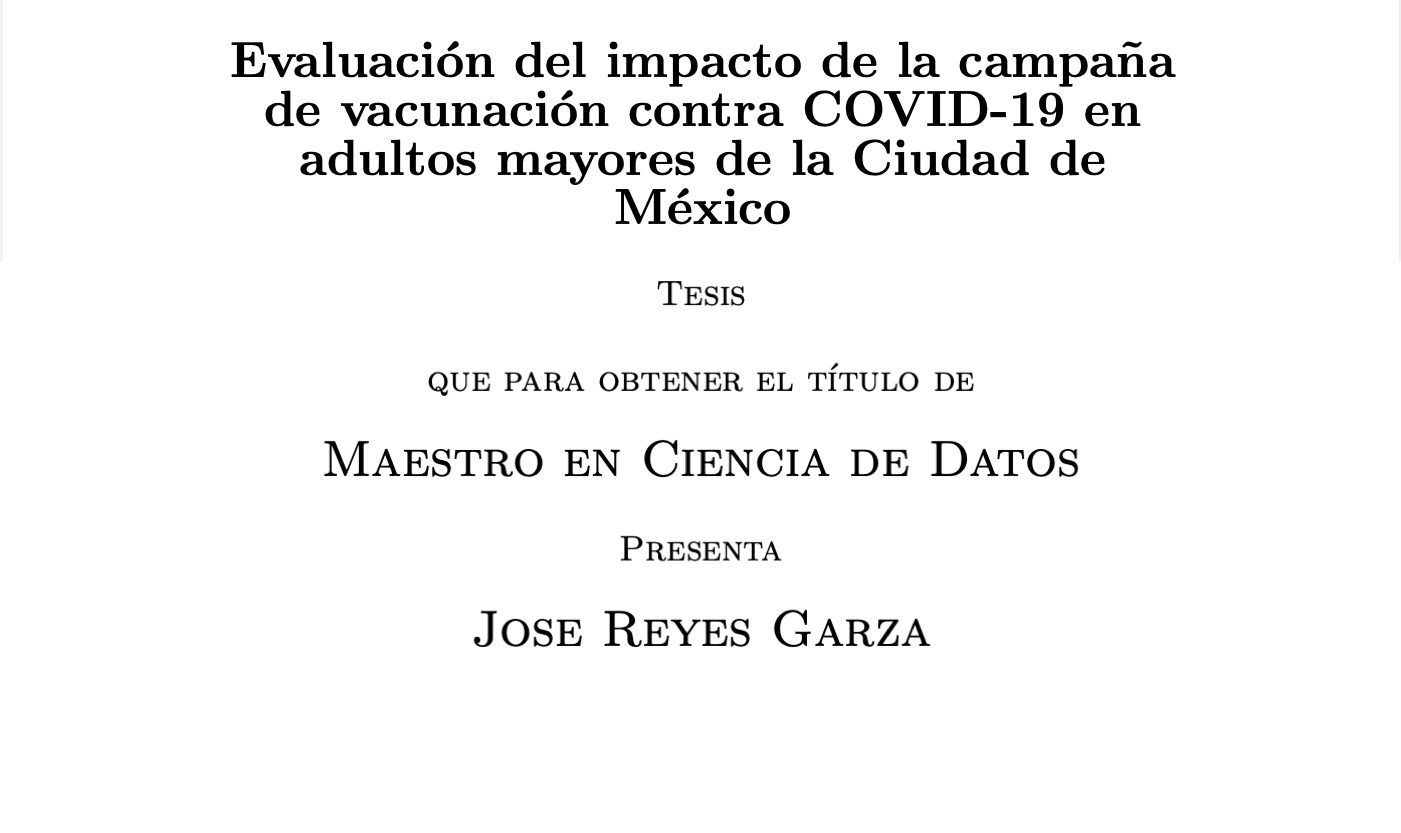 Evaluación del impacto de la campaña
de vacunación contra COVID-19 en
adultos mayores de la Ciudad de
México
Tesis
que para obtener el título de
Maestro en Ciencia de Datos
Presenta
Jose Reyes Garza